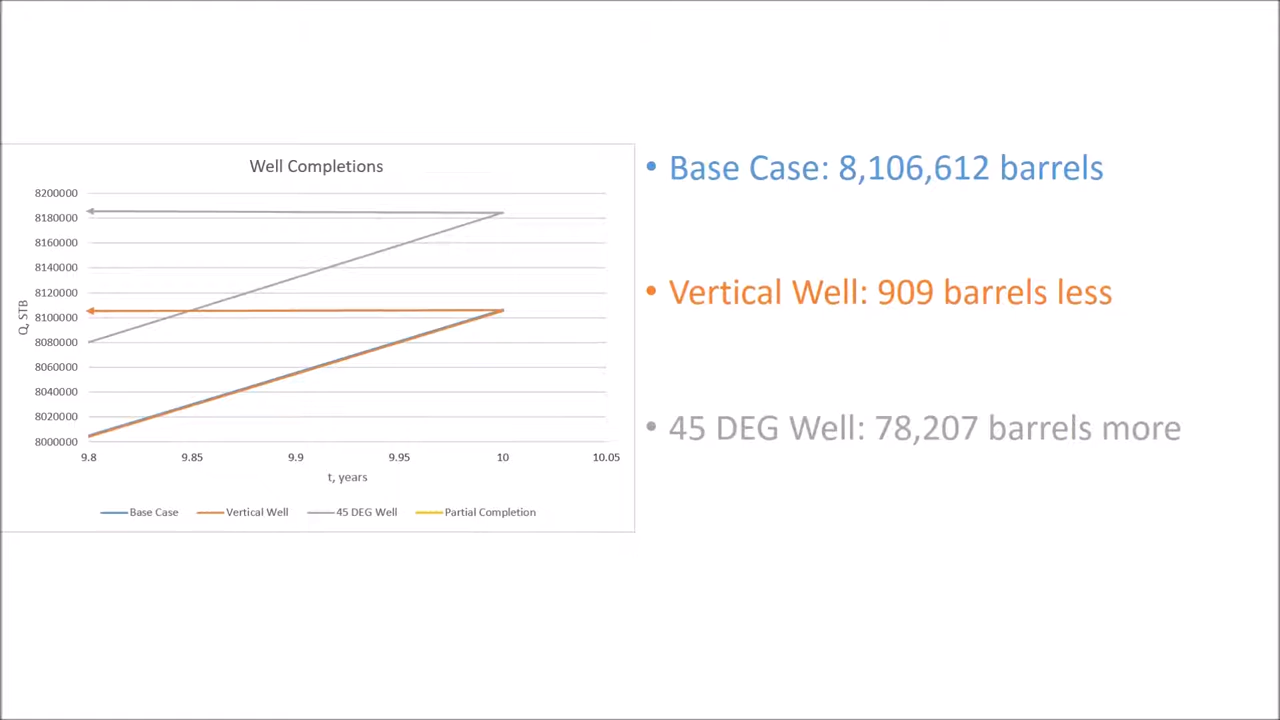 Well Completions
8200000
8180000
8160000
8140000
8120000
8100000
8080000
8060000
8040000
8020000
8000000
Q, STB
9.8 9.85 9.9 9.95 10 10.05
t, years
Base Case Vertical Well 45 DEG Well Partial Completion
• Base Case: 8,106,612 barrels
• Vertical Well: 909 barrels less
• 45 DEG Well: 78,207 barrels more